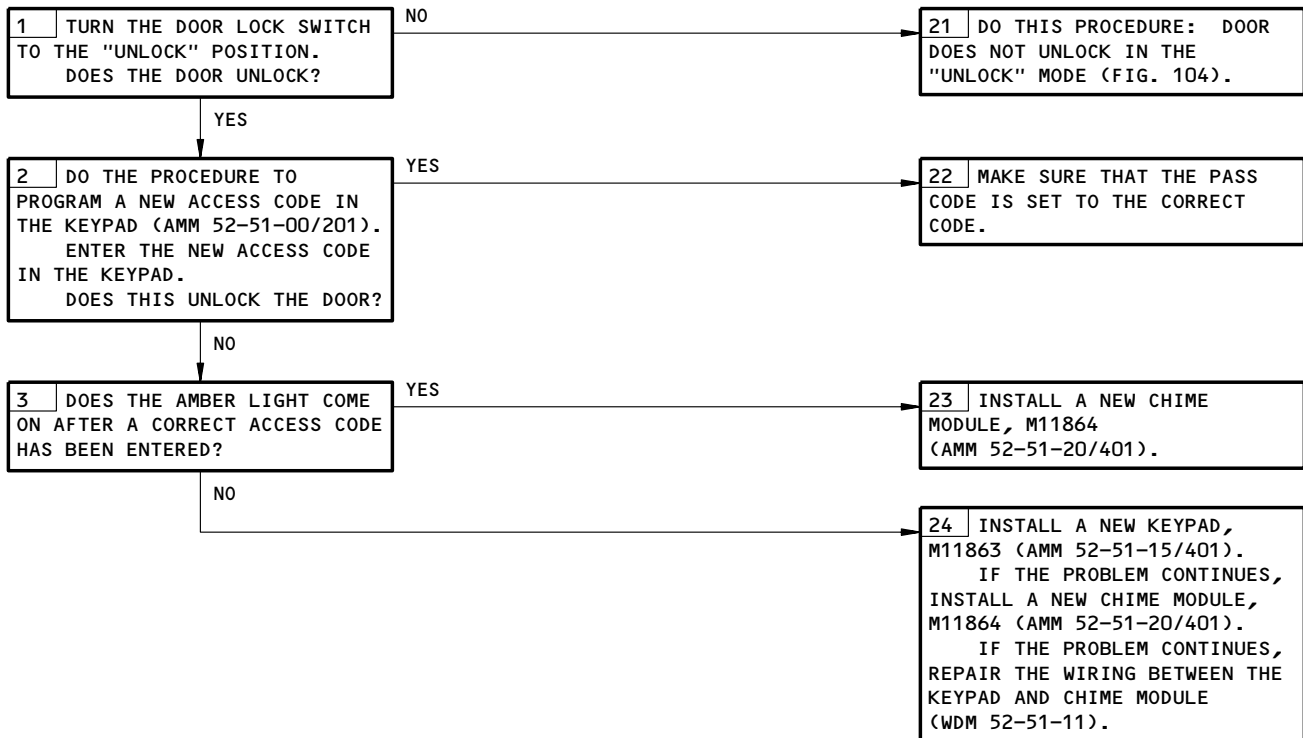 1 TURN THE DOOR LOCK SWITCH
TO THE "UNLOCK" POSITION.
DOES THE DOOR UNLOCK?
NO
21 DO THIS PROCEDURE: DOOR
DOES NOT UNLOCK IN THE
"UNLOCK" MODE (FIG. 104).
YES
2 DO THE PROCEDURE TO
PROGRAM A NEW ACCESS CODE IN
THE KEYPAD (AMM 52-51-00/201).
ENTER THE NEW ACCESS CODE
IN THE KEYPAD.
DOES THIS UNLOCK THE DOOR?
YES
22 MAKE SURE THAT THE PASS
CODE IS SET TO THE CORRECT
CODE.
NO
3 DOES THE AMBER LIGHT COME
ON AFTER A CORRECT ACCESS CODE
HAS BEEN ENTERED?
YES
23 INSTALL A NEW CHIME
MODULE, M11864
(AMM 52-51-20/401).
NO
24 INSTALL A NEW KEYPAD,
M11863 (AMM 52-51-15/401).
IF THE PROBLEM CONTINUES,
INSTALL A NEW CHIME MODULE,
M11864 (AMM 52-51-20/401).
IF THE PROBLEM CONTINUES,
REPAIR THE WIRING BETWEEN THE
KEYPAD AND CHIME MODULE
(WDM 52-51-11).